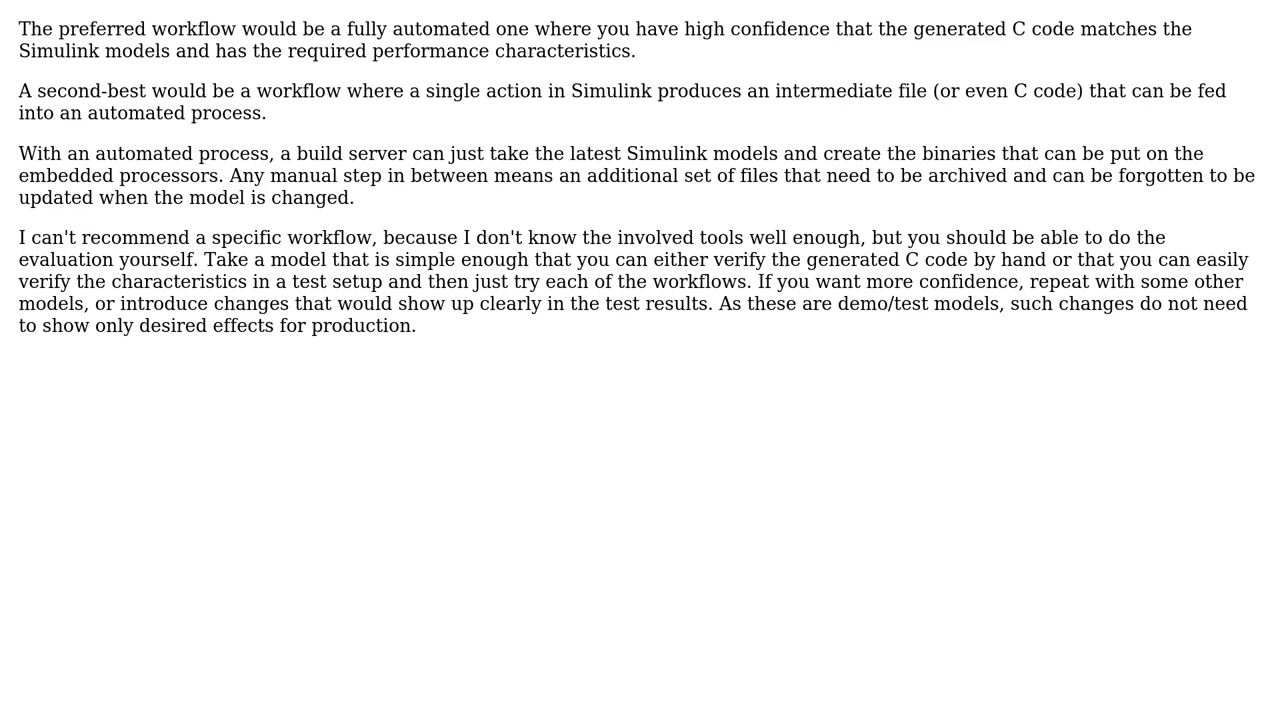 The preferred workflow would be a fully automated one where you have high confidence that the generated C code matches the
Simulink models and has the required performance characteristics.
A second-best would be a workflow where a single action in Simulink produces an intermediate file (or even C code) that can be fed
into an automated process.
With an automated process, a build server can just take the latest Simulink models and create the binaries that can be put on the
embedded processors. Any manual step in between means an additional set of files that need to be archived and can be forgotten to be
updated when the model is changed.
I can't recommend a specific workflow, because I don't know the involved tools well enough, but you should be able to do the
evaluation yourself. Take a model that is simple enough that you can either verify the generated C code by hand or that you can easily
verify the characteristics in a test setup and then just try each of the workflows. If you want more confidence, repeat with some other
models, or introduce changes that would show up clearly in the test results. As these are demo/test models, such changes do not need
to show only desired effects for production.